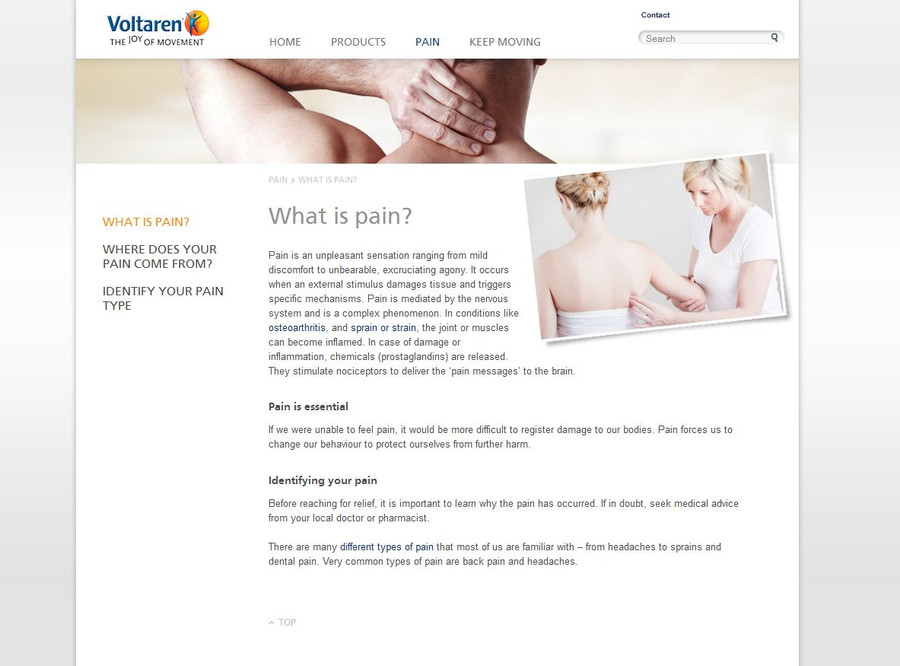 Voltaren
THE JOY OF MOVEMENT
Contact
HOME PRODUCTS PAIN KEEP MOVING
Search
PAIN > WHAT IS PAIN?
WHAT IS PAIN?
WHERE DOES YOUR
PAIN COME FROM?
IDENTIFY YOUR PAIN
TYPE
What is pain?
Pain is an unpleasant sensation ranging from mild
discomfort to unbearable, excruciating agony. It occurs
when an external stimulus damages tissue and triggers
specific mechanisms. Pain is mediated by the nervous
system and is a complex phenomenon. In conditions like
osteoarthritis, and sprain or strain, the joint or muscles
can become inflamed. In case of damage or
inflammation, chemicals (prostaglandins) are released.
They stimulate nociceptors to deliver the ‘pain messages’ to the brain.
Pain is essential
If we were unable to feel pain, it would be more difficult to register damage to our bodies. Pain forces us to
change our behaviour to protect ourselves from further harm.
Identifying your pain
Before reaching for relief, it is important to learn why the pain has occurred. If in doubt, seek medical advice
from your local doctor or pharmacist.
There are many different types of pain that most of us are familiar with – from headaches to sprains and
dental pain. Very common types of pain are back pain and headaches.
TOP